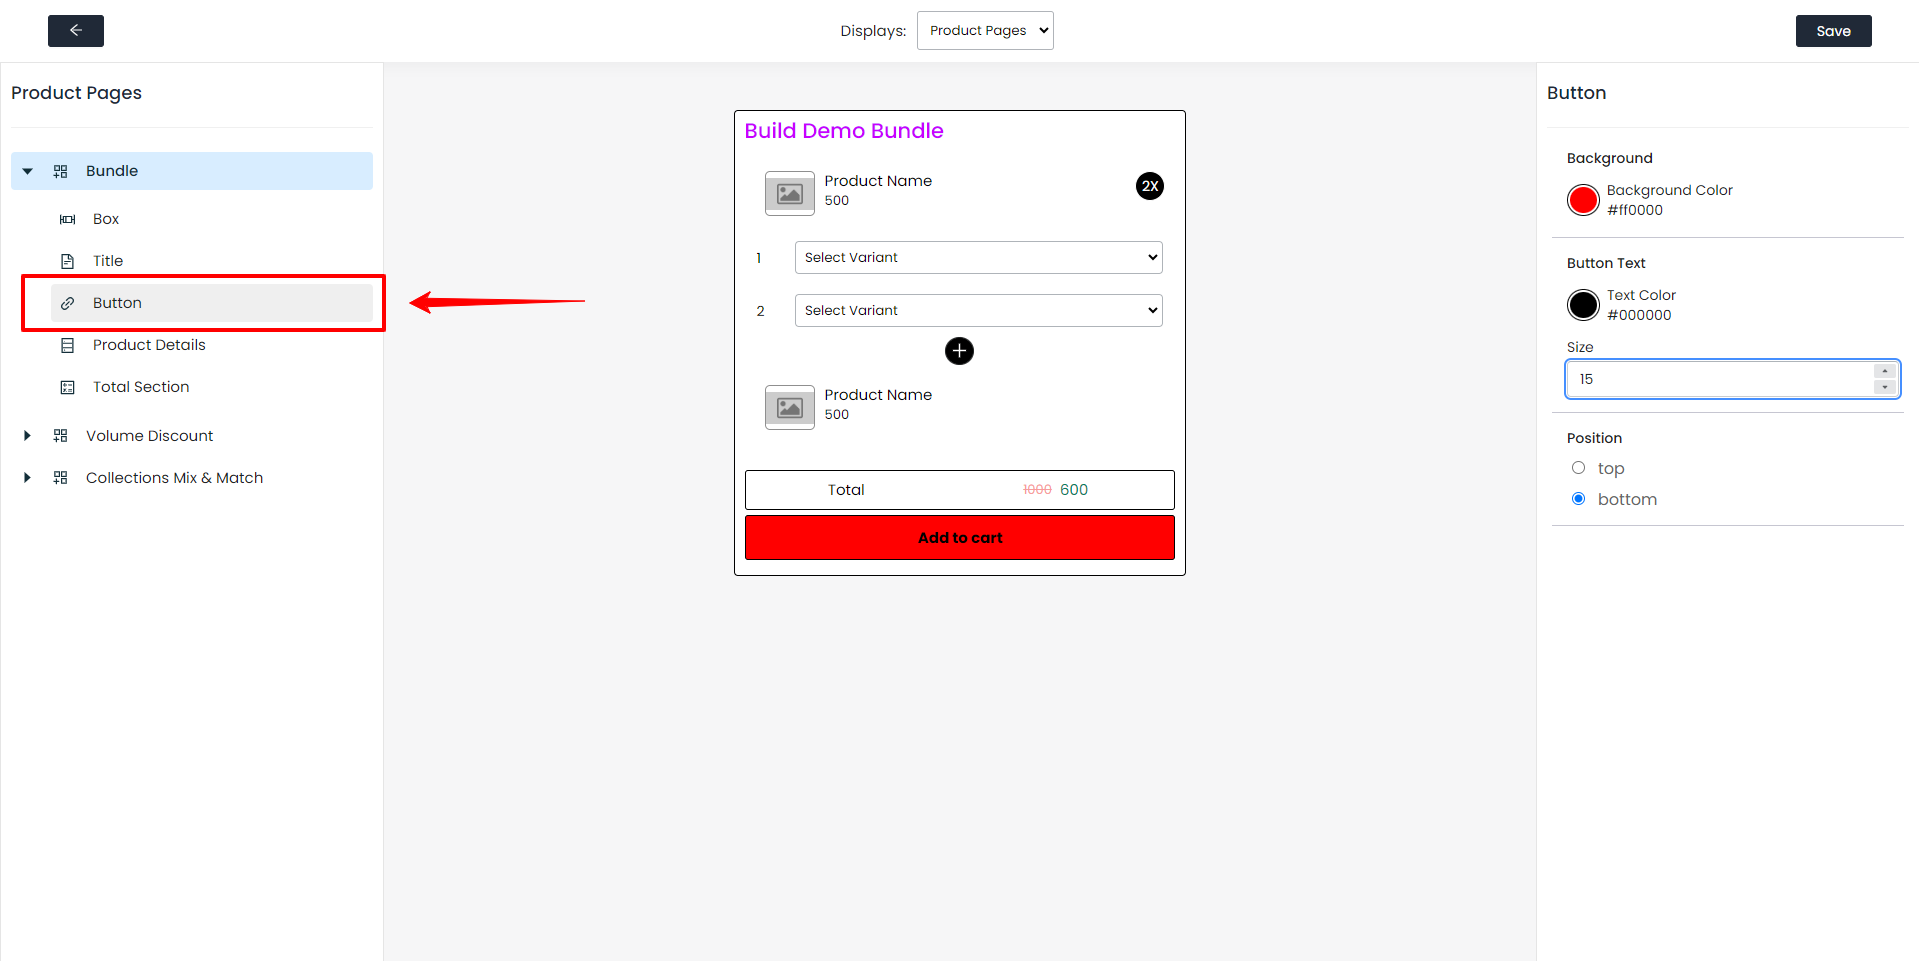 Displays: Product Pages
Save
Product Pages
Bundle
Box
Title
Button
Product Details
Total Section
Volume Discount
Collections Mix & Match
Build Demo Bundle
Product Name
500
2X
1 Select Variant
2 Select Variant
Product Name
500
Total 1000 600
Add to cart
Button
Background
Background Color
#ff0000
Button Text
Text Color
#000000
Size
15
Position
top
bottom